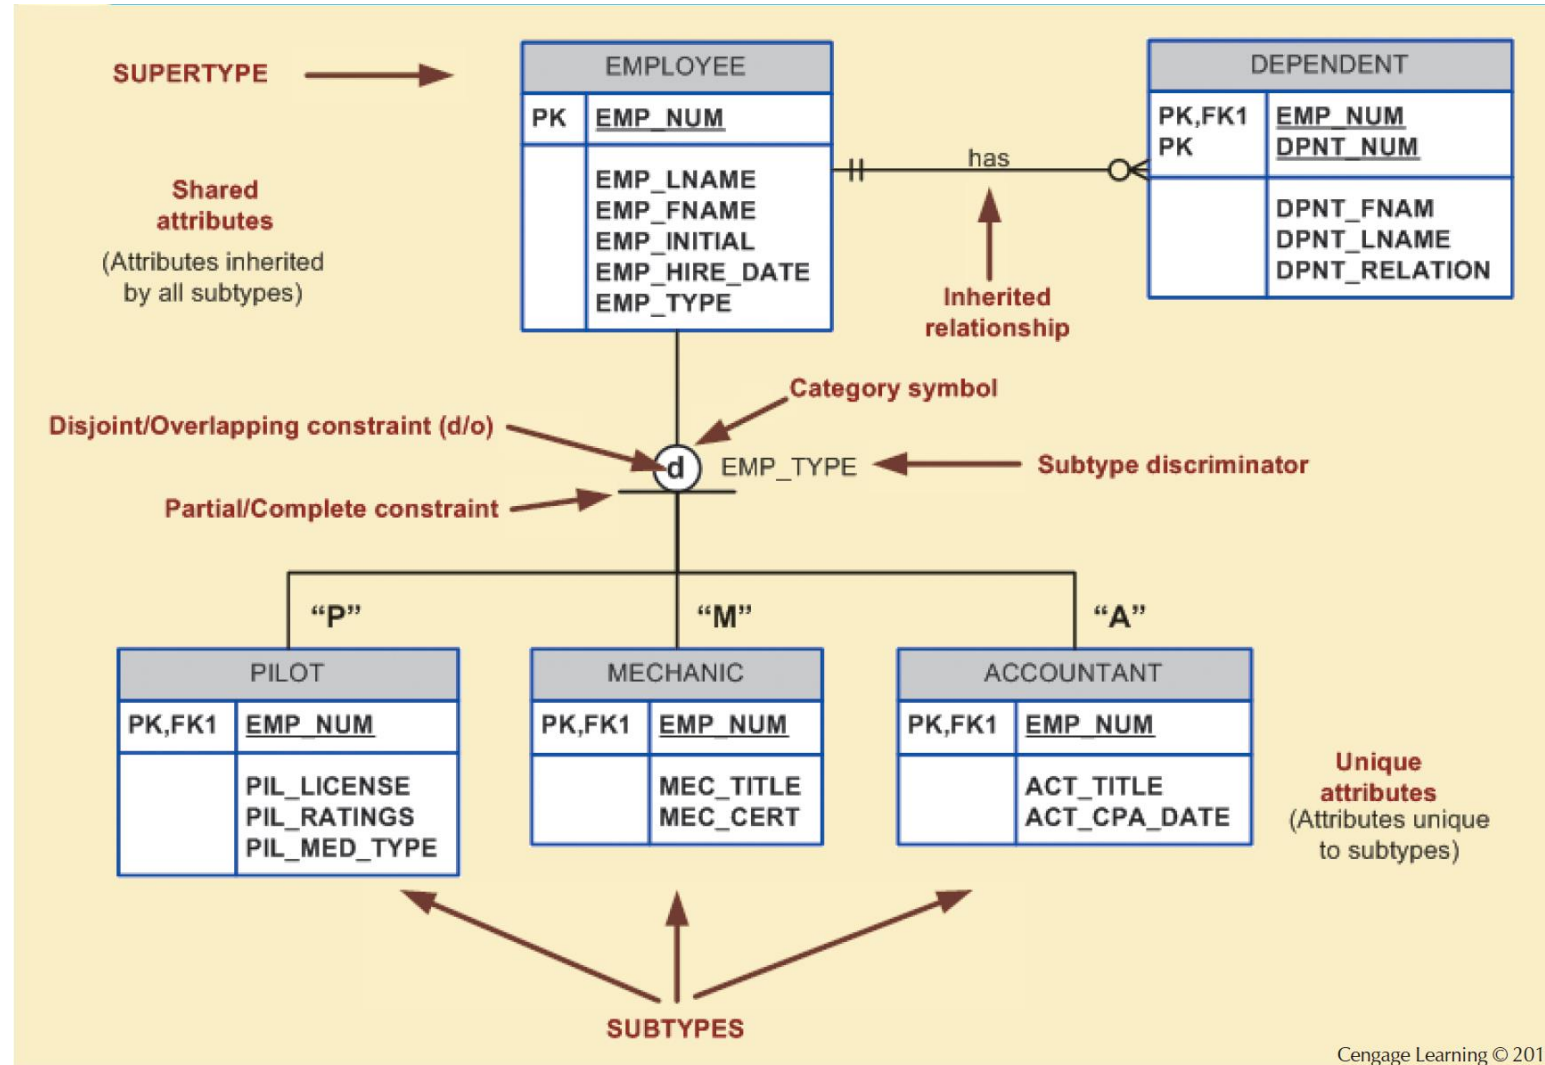 SUPERTYPE
EMPLOYEE
PK EMP_NUM
EMP_LNAME
EMP_FNAME
EMP_INITIAL
EMP_HIRE_DATE
EMP_TYPE
has
DEPENDENT
PK,FK1 EMP_NUM
PK DPNT_NUM
DPNT_FNAM
DPNT_LNAME
DPNT_RELATION
Shared
attributes
(Attributes inherited
by all subtypes)
Inherited
relationship
Category symbol
Disjoint/Overlapping constraint (d/o)
d
EMP_TYPE
Subtype discriminator
Partial/Complete constraint
“P”
“M”
“A”
PILOT
PK,FK1 EMP_NUM
PIL_LICENSE
PIL_RATINGS
PIL_MED_TYPE
MECHANIC
PK,FK1 EMP_NUM
MEC_TITLE
MEC_CERT
ACCOUNTANT
PK,FK1 EMP_NUM
ACT_TITLE
ACT_CPA_DATE
Unique
attributes
(Attributes unique
to subtypes)
SUBTYPES
Cengage Learning © 201